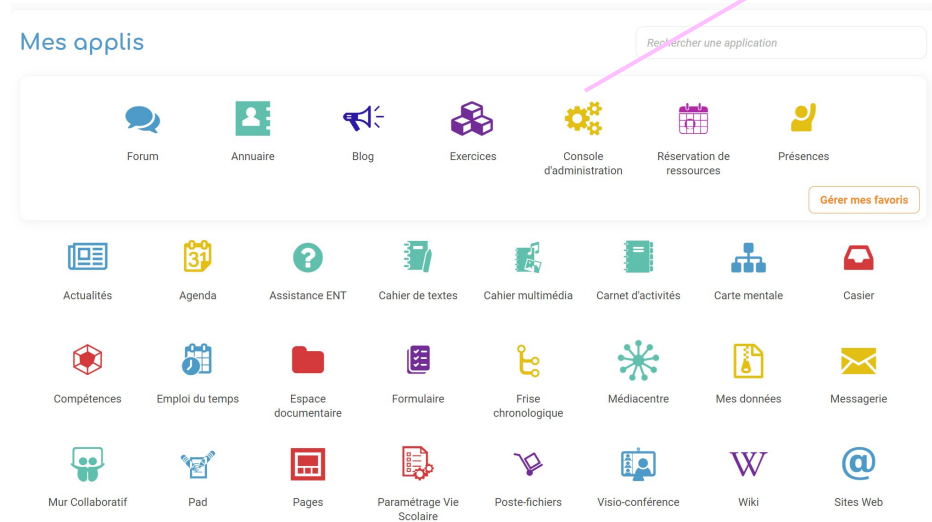 Mes applis
Rechercher une application
Forum
Annuaire
Blog
Exercices
Console
d'administration
Réservation de
ressources
Présences
Gérer mes favoris
31
Actualités
Agenda
Assistance ENT
Cahier de textes
Cahier multimédia
Carnet d'activités
Carte mentale
Casier
Compétences
Emploi du temps
Espace
documentaire
Formulaire
Frise
chronologique
Médiacentre
Mes données
Messagerie
Mur Collaboratif
Pad
Pages
Paramétrage Vie
Scolaire
Poste-fichiers
Visio-conférence
Wiki
Sites Web